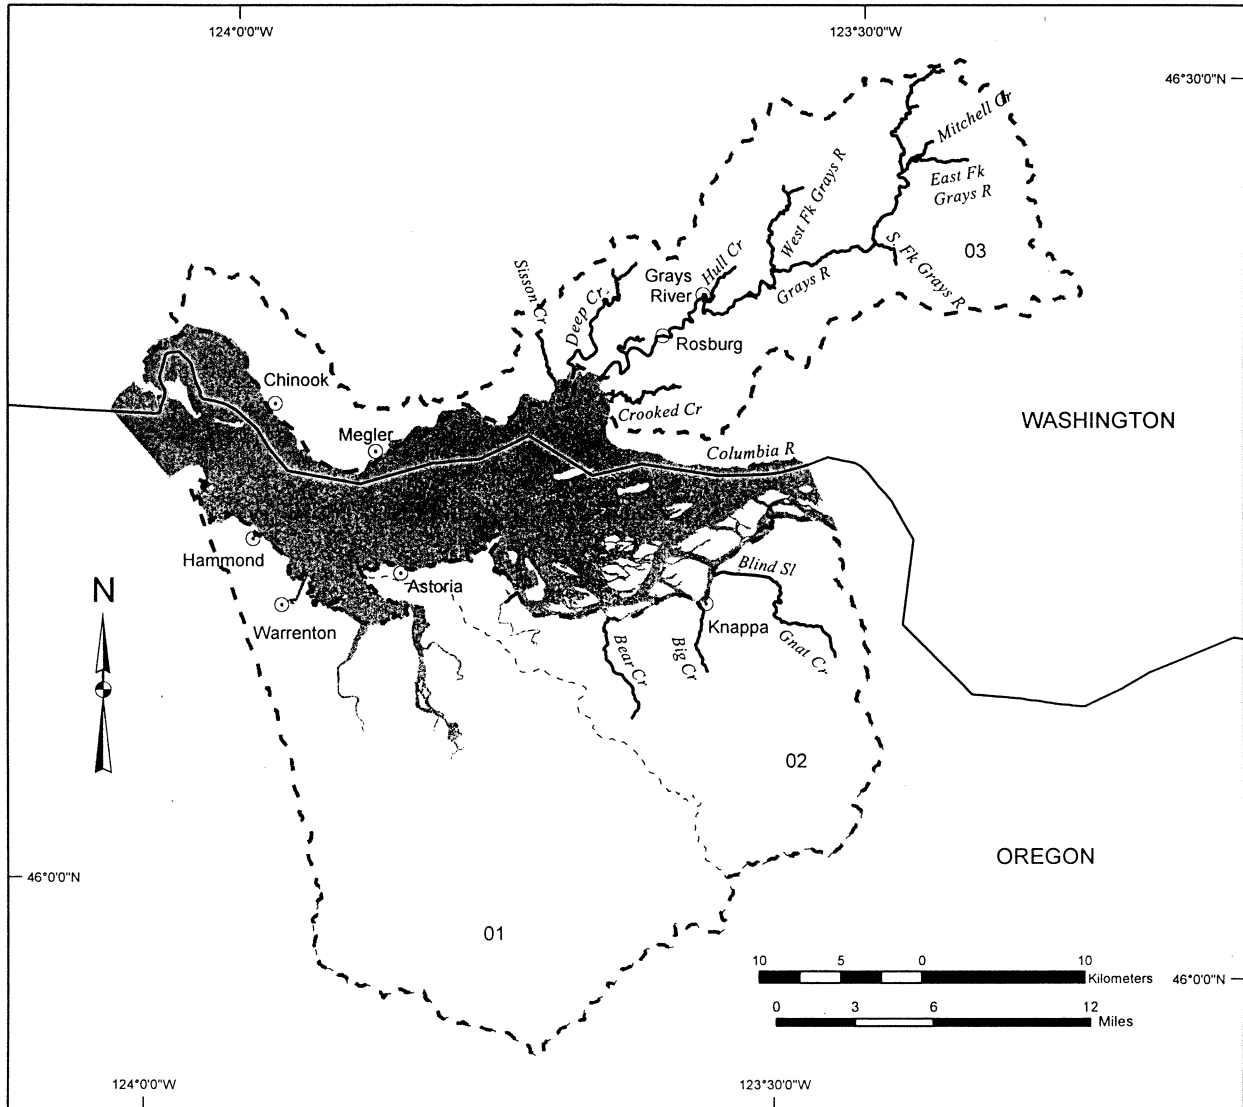 124°0'0"W
123°30'0"W
46°30'0"N
Mitchell Cr
East Fk
Grays R
West Fk Grays R
S. Fk Grays R
03
Hull Cr
Grays
River
Grays R
Sisson Cr
Deep Cr.
Rosburg
Chinook
Crooked Cr
WASHINGTON
Megler
Columbia R
Hammond
Astoria
Blind Sl
N
Warrenton
Knappa
Gnat Cr
Bear Cr
Big Cr
02
OREGON
46°0'0"N
01
10
5
0
10
Kilometers
46°0'0"N
0
3
6
12
Miles
124°0'0"W
123°30'0"W